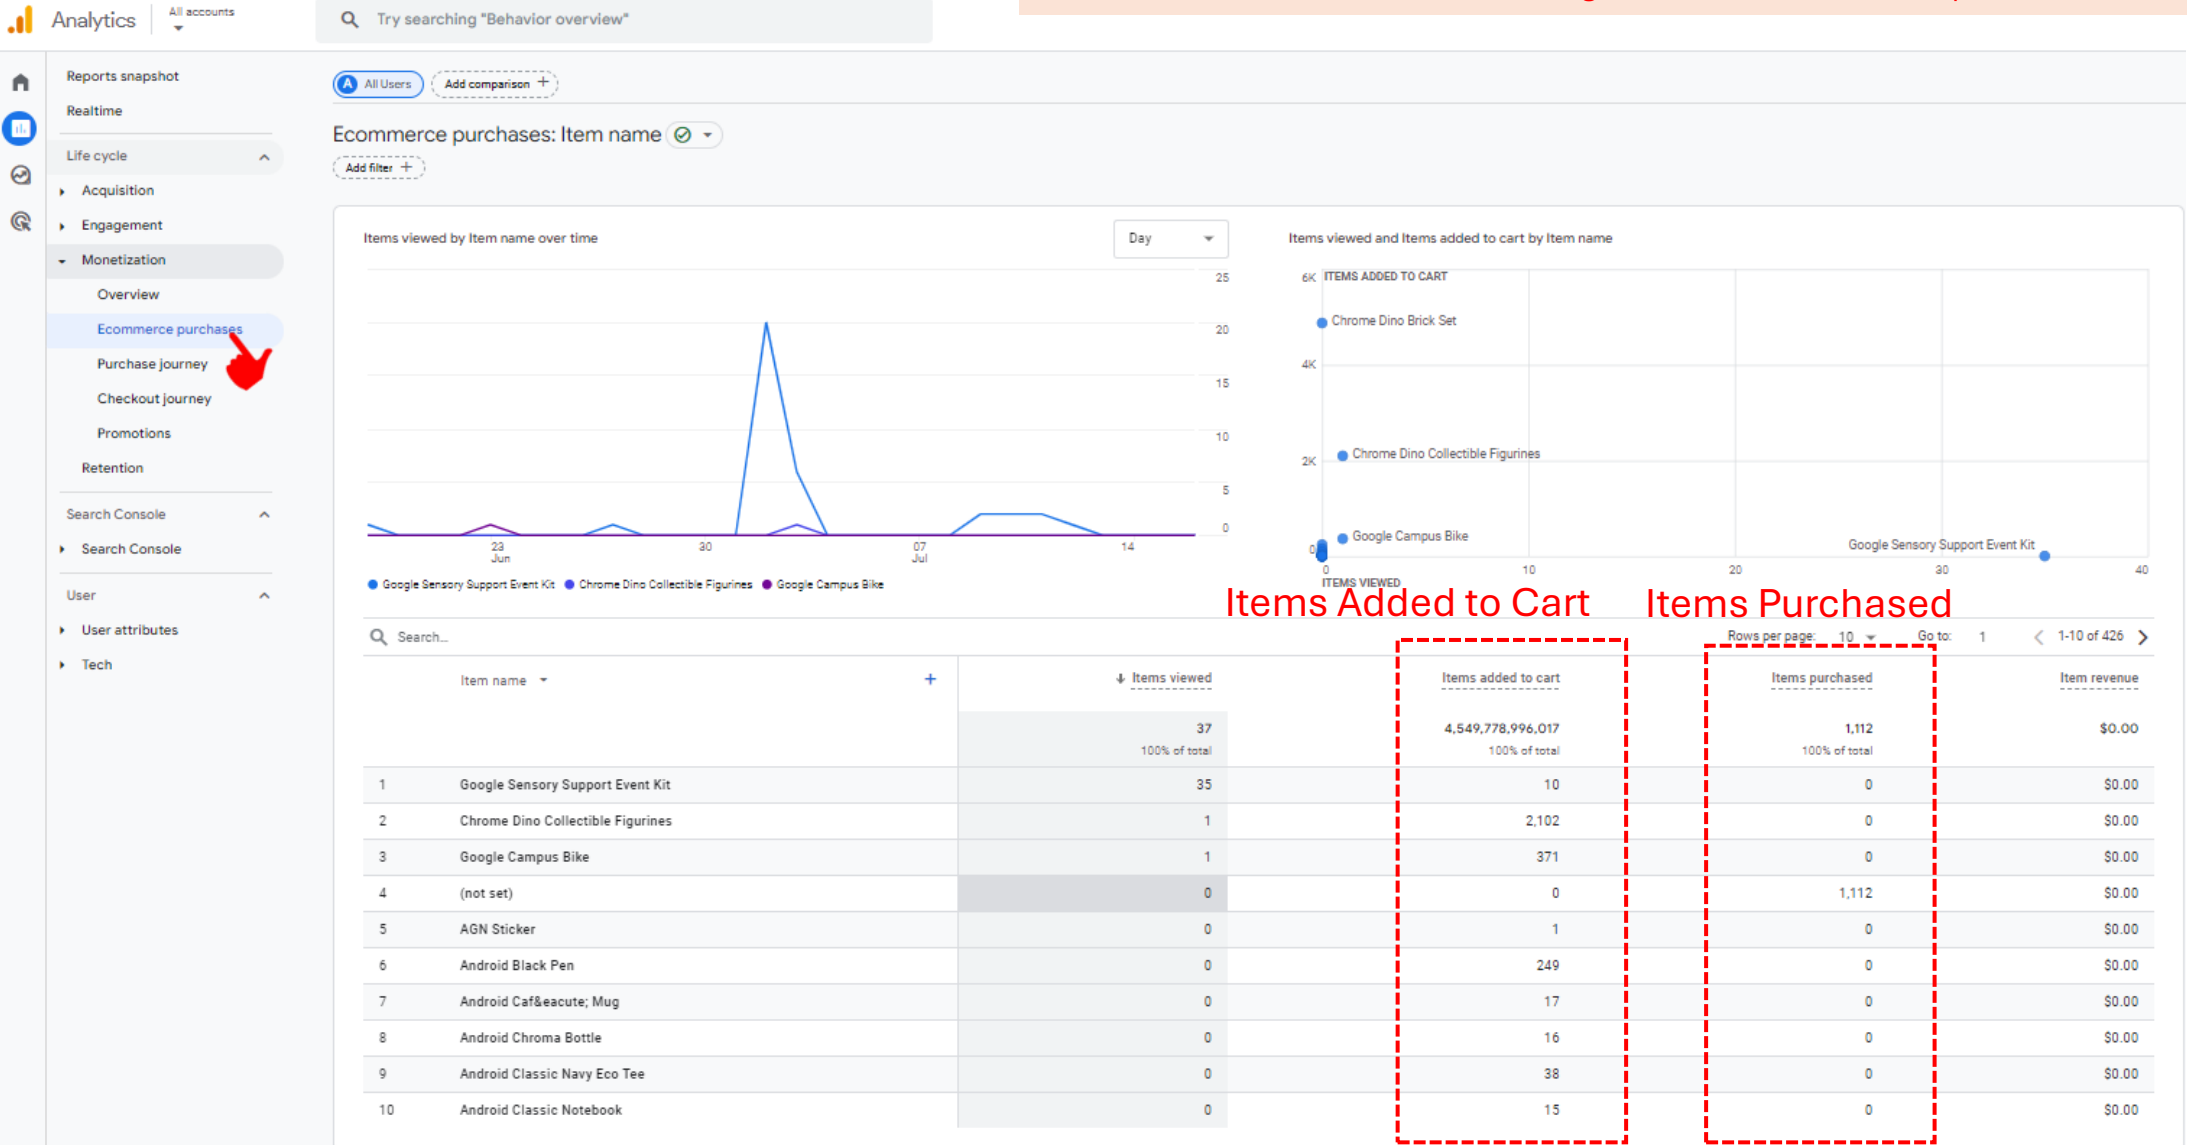 Analytics
All accounts
Try searching "Behavior overview"
Reports snapshot
Realtime
Life cycle
Acquisition
Engagement
Monetization
Overview
Ecommerce purchases
Purchase journey
Checkout journey
Promotions
Retention
Search Console
Search Console
User
User attributes
Tech
A All Users
Add comparison +
Ecommerce purchases: Item name
Add filter +
Items viewed by Item name over time
Day
25
20
15
10
5
0
23
Jun
30
07
Jul
14
Google Sensory Support Event Kit
Chrome Dino Collectible Figurines
Google Campus Bike
Items viewed and Items added to cart by Item name
6K ITEMS ADDED TO CART
Chrome Dino Brick Set
4K
Chrome Dino Collectible Figurines
2K
Google Campus Bike
Google Sensory Support Event Kit
0
0 10 20 30 40
ITEMS VIEWED
Items Added to Cart
Items Purchased
Search...
Rows per page: 10 Go to: 1 1-10 of 426
Item name + Items viewed Items added to cart Items purchased Item revenue
37 4,549,778,996,017 1,112 $0.00
100% of total 100% of total 100% of total
1 Google Sensory Support Event Kit 35 10 0 $0.00
2 Chrome Dino Collectible Figurines 1 2,102 0 $0.00
3 Google Campus Bike 1 371 0 $0.00
4 (not set) 0 0 1,112 $0.00
5 AGN Sticker 0 1 0 $0.00
6 Android Black Pen 0 249 0 $0.00
7 Android Caf&eacute; Mug 0 17 0 $0.00
8 Android Chroma Bottle 0 16 0 $0.00
9 Android Classic Navy Eco Tee 0 38 0 $0.00
10 Android Classic Notebook 0 15 0 $0.00